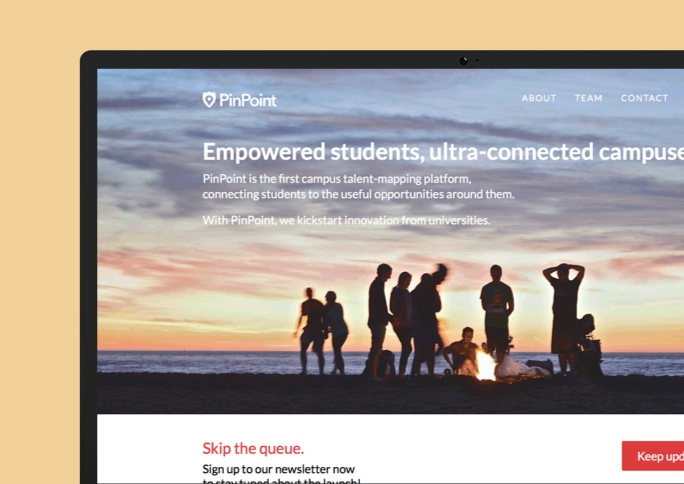 PinPoint
ABOUT TEAM CONTACT
Empowered students, ultra-connected campuse
PinPoint is the first campus talent-mapping platform,
connecting students to the useful opportunities around them.
With PinPoint, we kickstart innovation from universities.
Skip the queue.
Sign up to our newsletter now
to stay tuned about the launch!
Keep upd